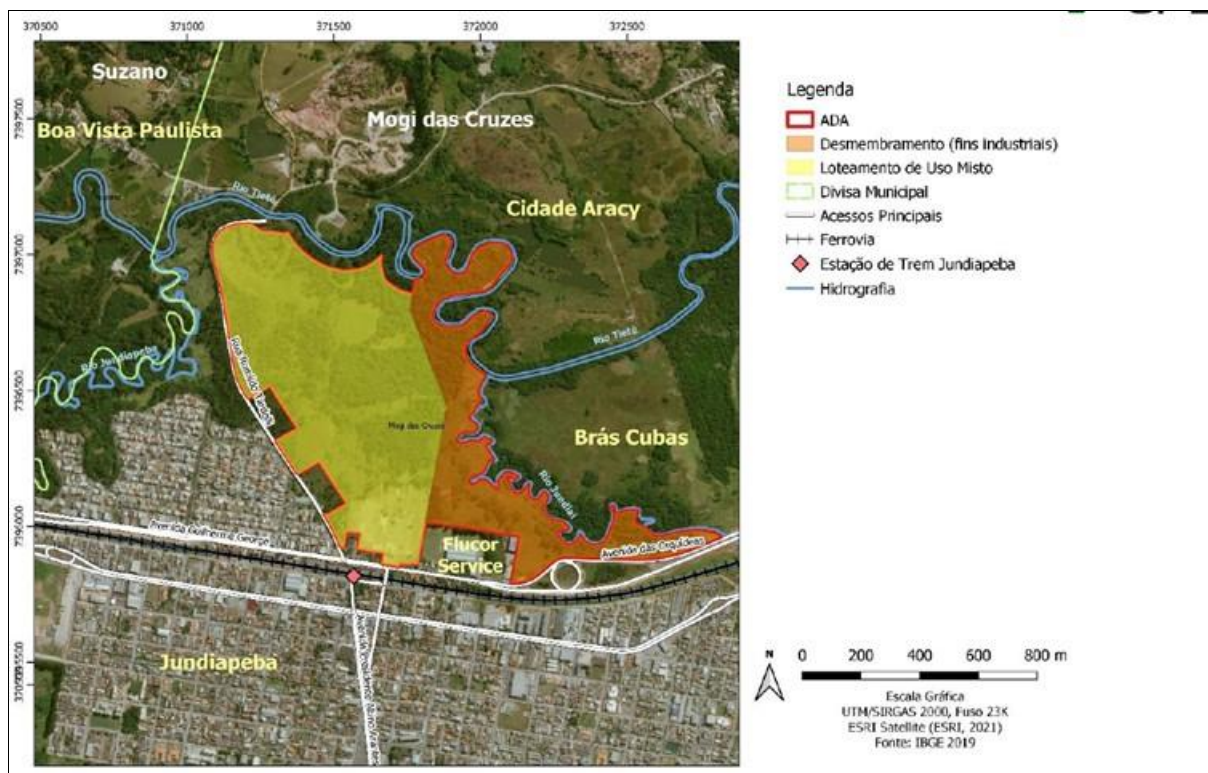 370500 371000 371500 372000 372500
7397500
7397000
7396500
7396000
Suzano
Boa Vista Paulista
Mogi das Cruzes
Cidade Aracy
Rio Tietê
Rio Tietê
Rio Jundiapeba
Mogi das Cruzes
Brás Cubas
Rio Jundiaí
Avenida Guilherme George
Flucor
Service
Avenida das Orquídeas
Jundiapeba
Legenda
ADA
Desmembramento (fins industriais)
Loteamento de Uso Misto
Divisa Municipal
Acessos Principais
Ferrovia
Estação de Trem Jundiapeba
Hidrografia
N
0 200 400 600 800 m
Escala Gráfica
UTM/SIRGAS 2000, Fuso 23K
ESRI Satellite (ESRI, 2021)
Fonte: IBGE 2019